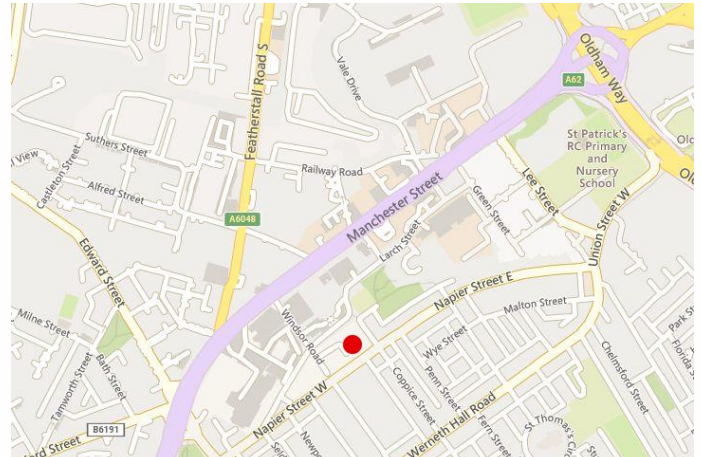 Oldham Way
A62
Featherstall Road S
Vale Drive
St Patrick's
RC Primary
and
Nursery
School
Suthers Street
Castleton Street
Railway Road
Alfred Street
Lee Street
Manchester Street
Green Street
A6048
Union Street W
Larch Street
Edward Street
Napier Street E
Malton Street
Milne Street
Windsor Road
Wye Street
Park St
Florida S
Chelmsford Street
Bath Street
Tamworth Street
Coppice Street
Penn Street
Napier Street W
Werneth Hall Road
B6191
ord Street
Fern Street
St Thomas's